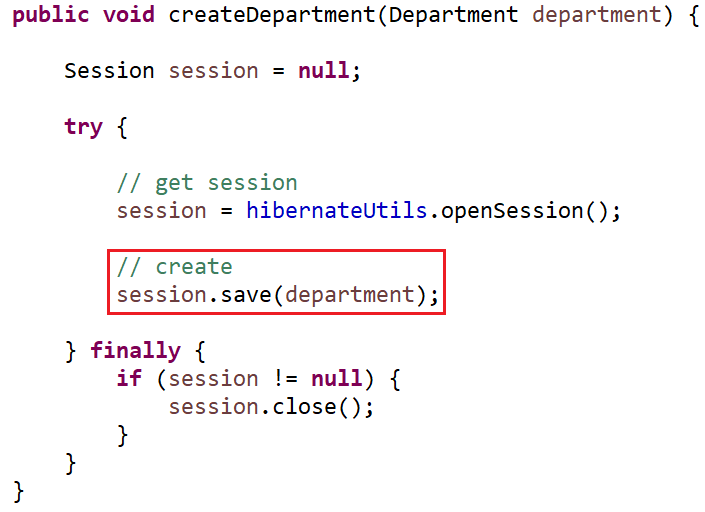 public void createDepartment(Department department) {
Session session = null;
try {
// get session
session = hibernateUtils.openSession();
// create
session.save(department);
} finally {
if (session != null) {
session.close();
}
}
}